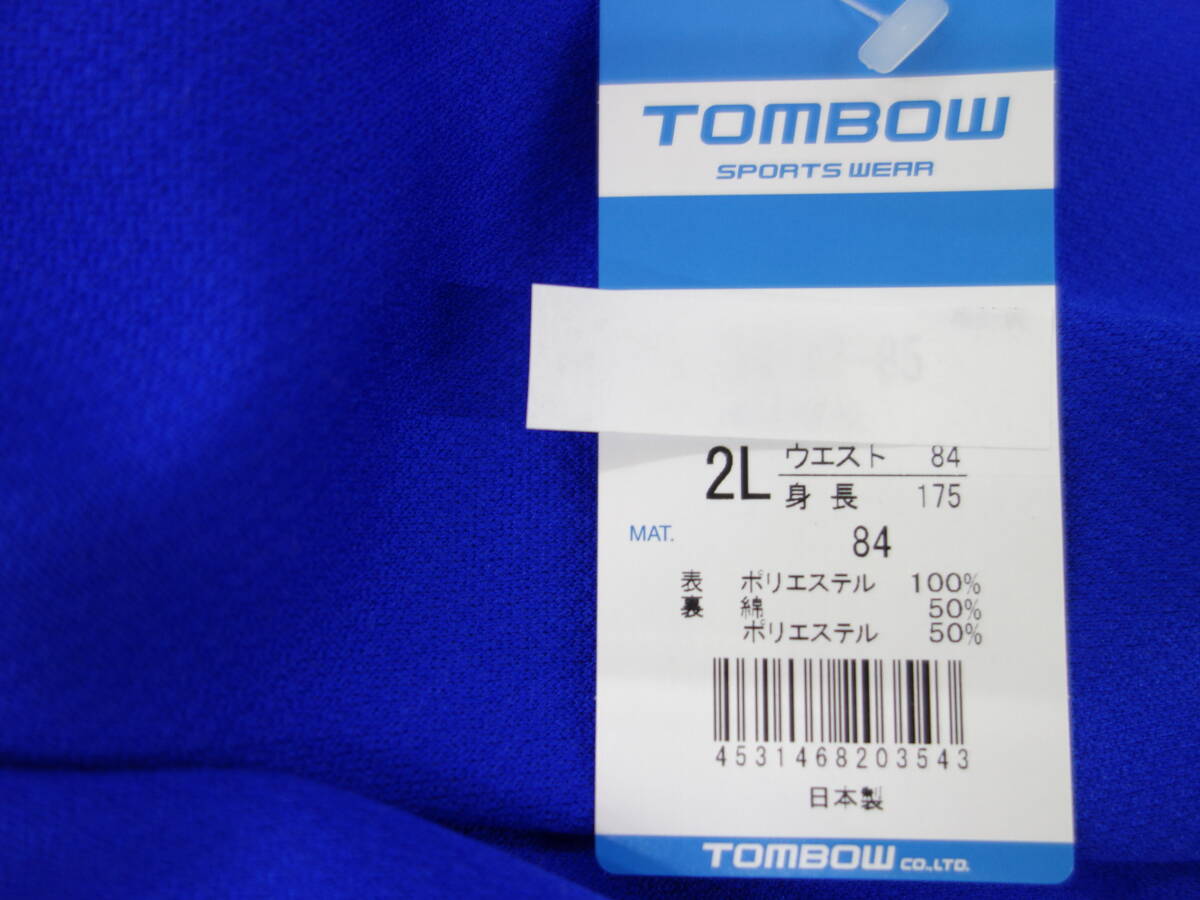 TOMBOW
SPORTS WEAR
2L ウエスト 84
身長 175
MAT. 84
表 ポリエステル 100%
裏 綿 50%
ポリエステル 50%
4531468203543
日本製
TOMBOW CO.,LTD.